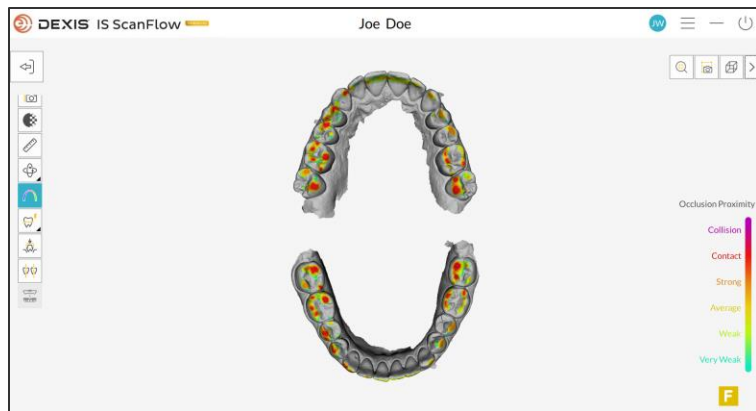 DEXIS IS ScanFlow
Joe Doe
JW
Occlusion Proximity
Collision
Contact
Strong
Average
Weak
Very Weak
F